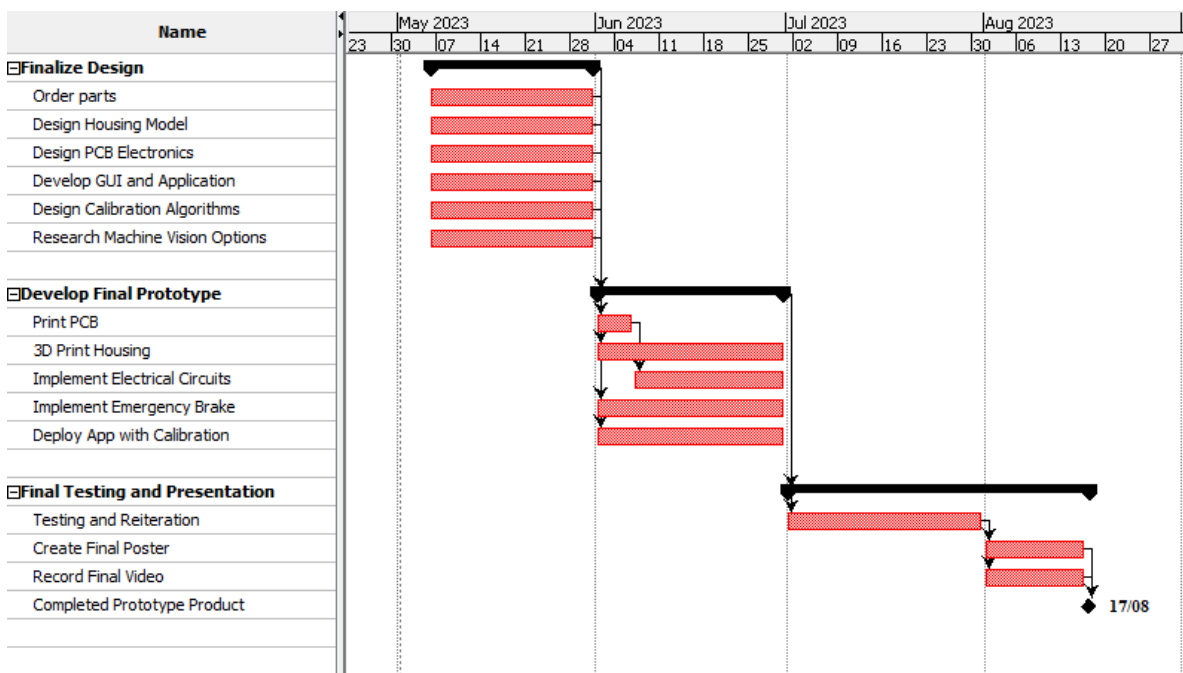 Name
May 2023 Jun 2023 Jul 2023 Aug 2023
23 30 07 14 21 28 04 11 18 25 02 09 16 23 30 06 13 20 27
Finalize Design
Order parts
Design Housing Model
Design PCB Electronics
Develop GUI and Application
Design Calibration Algorithms
Research Machine Vision Options
Develop Final Prototype
Print PCB
3D Print Housing
Implement Electrical Circuits
Implement Emergency Brake
Deploy App with Calibration
Final Testing and Presentation
Testing and Reiteration
Create Final Poster
Record Final Video
Completed Prototype Product 17/08